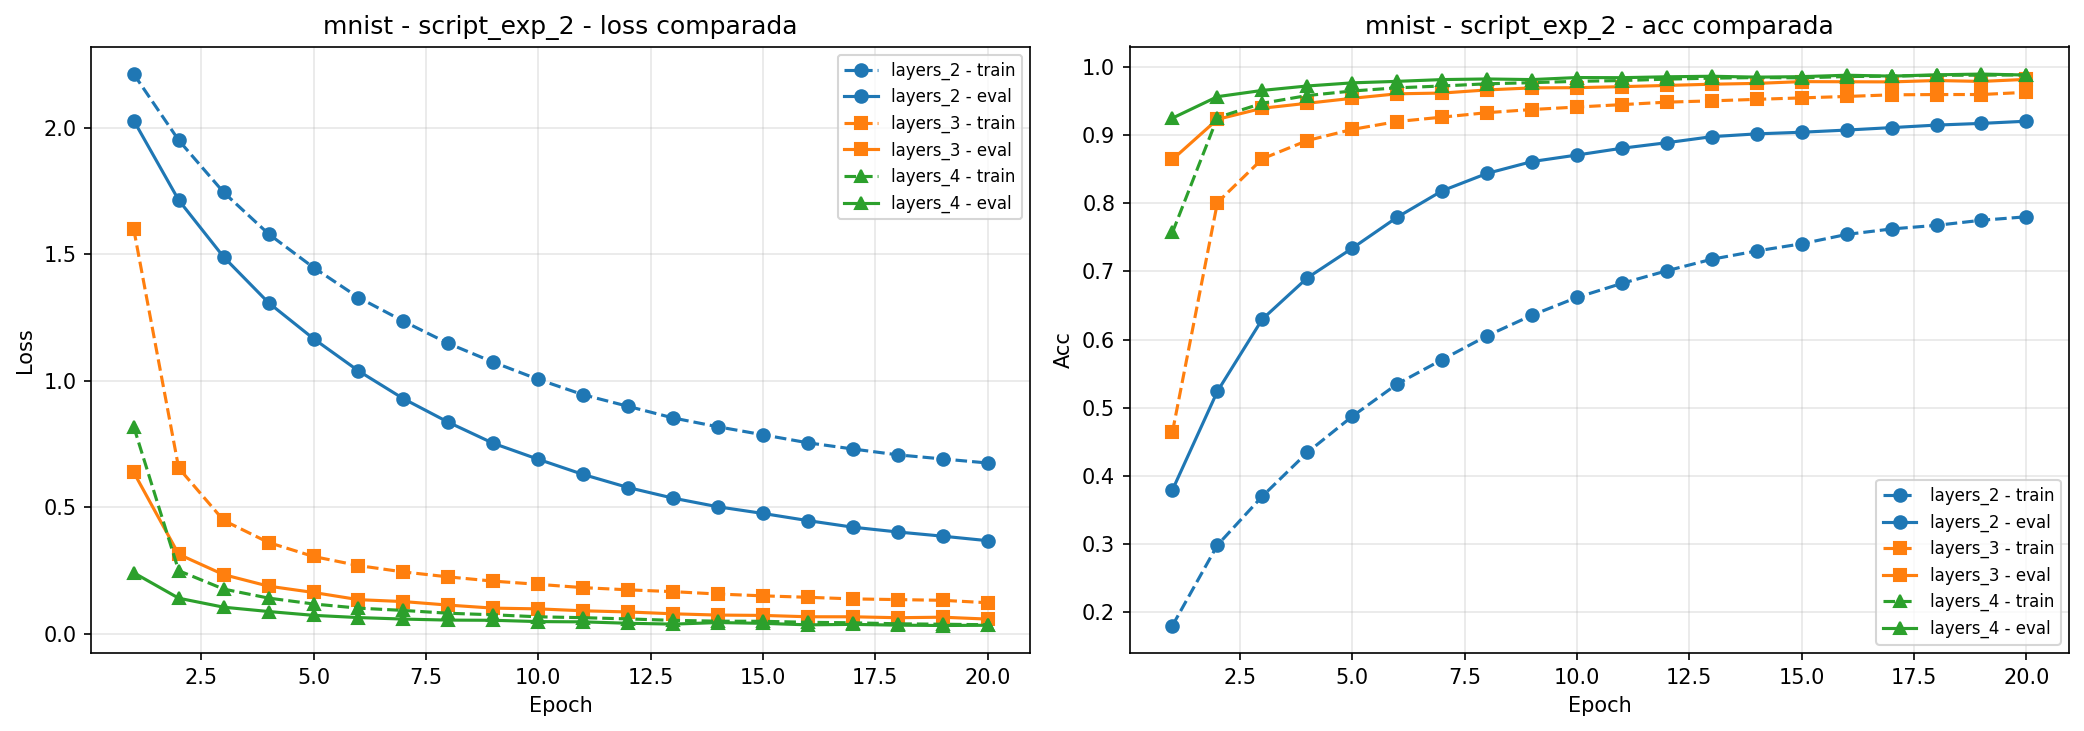 mnist - script_exp_2 - loss comparada
Loss
2.0
1.5
1.0
0.5
0.0
2.5
5.0
7.5
10.0
12.5
15.0
17.5
20.0
Epoch
layers_2 - train
layers_2 - eval
layers_3 - train
layers_3 - eval
layers_4 - train
layers_4 - eval
mnist - script_exp_2 - acc comparada
Acc
1.0
0.9
0.8
0.7
0.6
0.5
0.4
0.3
0.2
2.5
5.0
7.5
10.0
12.5
15.0
17.5
20.0
Epoch
layers_2 - train
layers_2 - eval
layers_3 - train
layers_3 - eval
layers_4 - train
layers_4 - eval